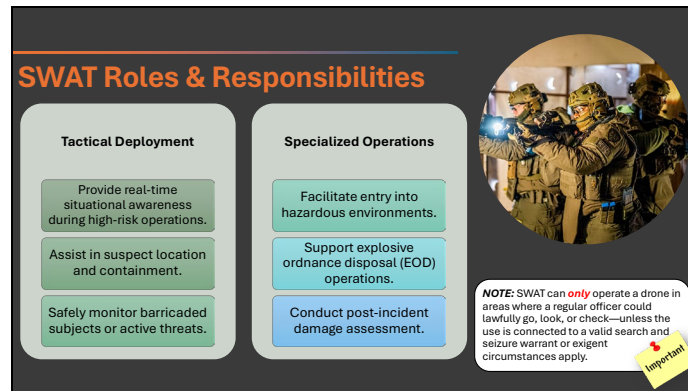 SWAT Roles & Responsibilities
Tactical Deployment
Provide real-time
situational awareness
during high-risk operations.
Assist in suspect location
and containment.
Safely monitor barricaded
subjects or active threats.
Specialized Operations
Facilitate entry into
hazardous environments.
Support explosive
ordnance disposal (EOD)
operations.
Conduct post-incident
damage assessment.
NOTE: SWAT can only operate a drone in
areas where a regular officer could
lawfully go, look, or check—unless the
use is connected to a valid search and
seizure warrant or exigent
circumstances apply.
Important